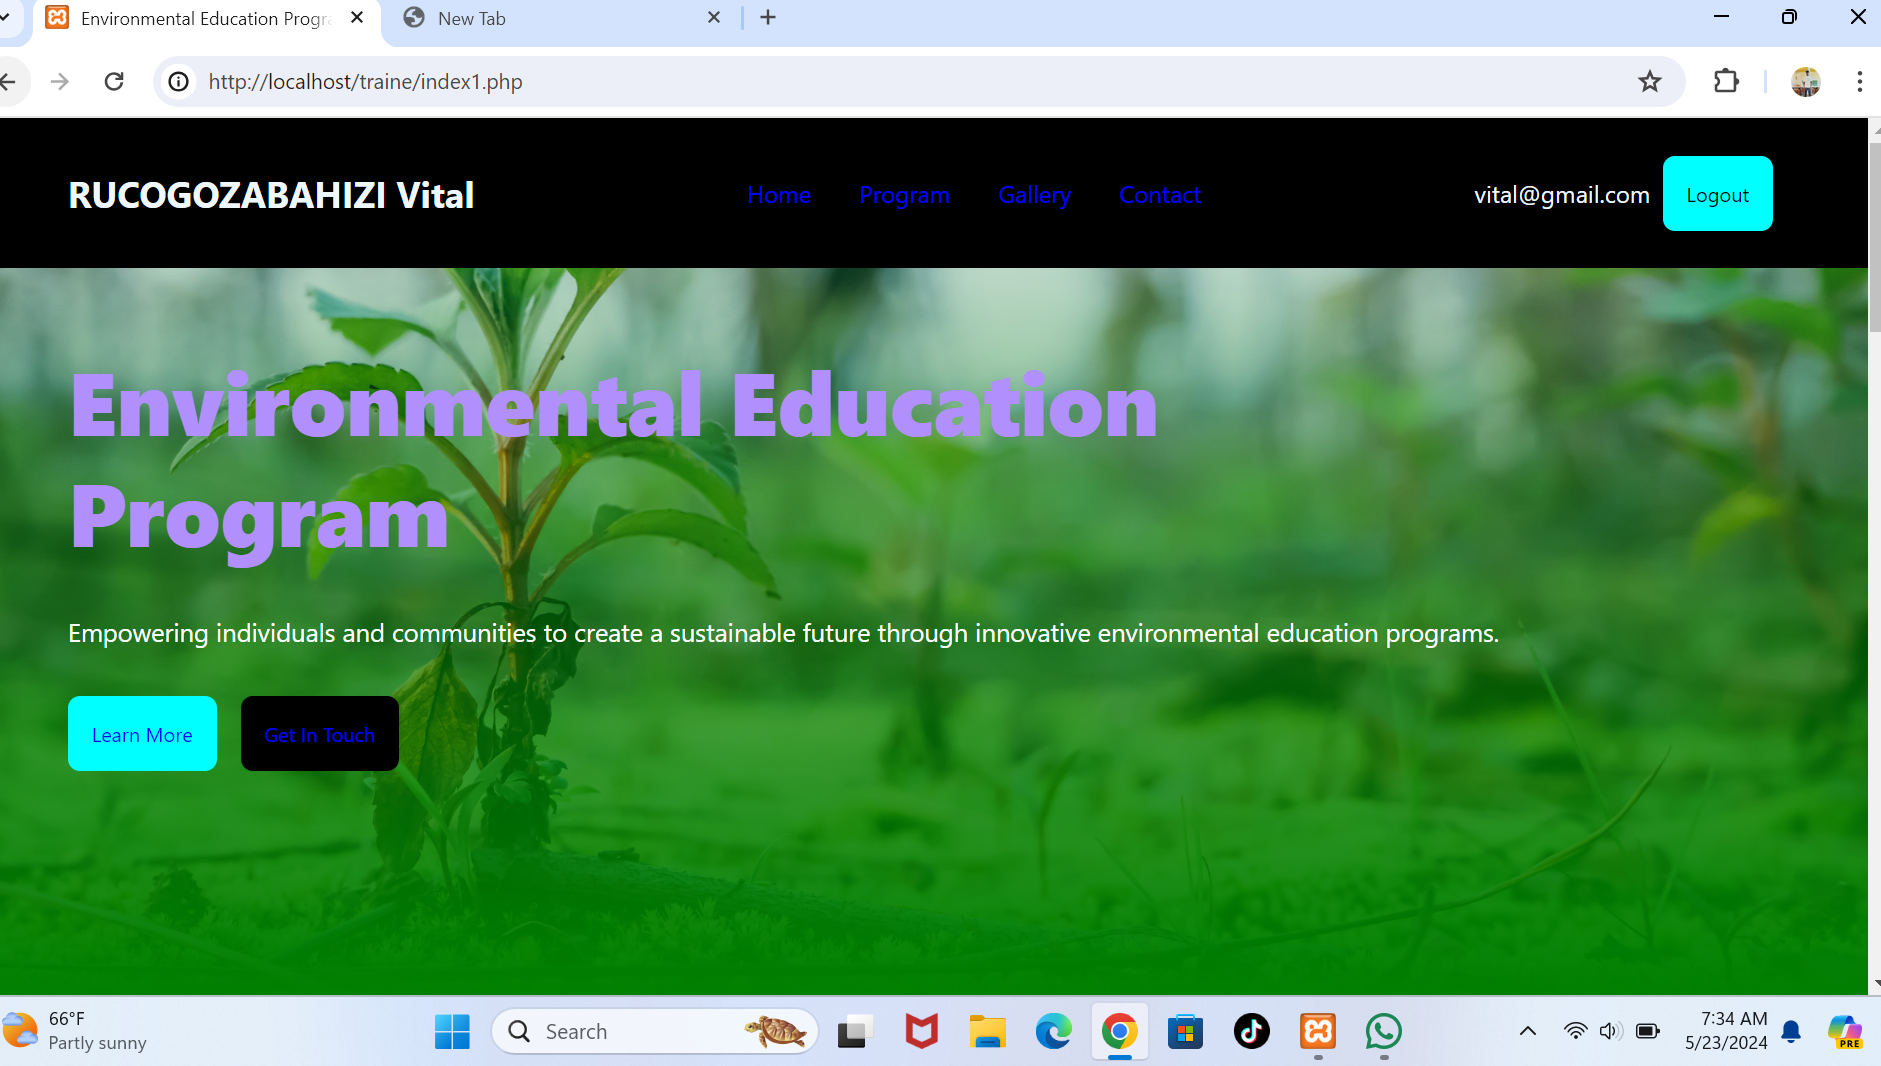 Environmental Education Progr
New Tab
http://localhost/traine/index1.php
RUCOGOZABAHIZI Vital
Home
Program
Gallery
Contact
vital@gmail.com
Logout
Environmental Education
Program
Empowering individuals and communities to create a sustainable future through innovative environmental education programs.
Learn More
Get In Touch
66°F
Partly sunny
Search
7:34 AM
5/23/2024
PRE